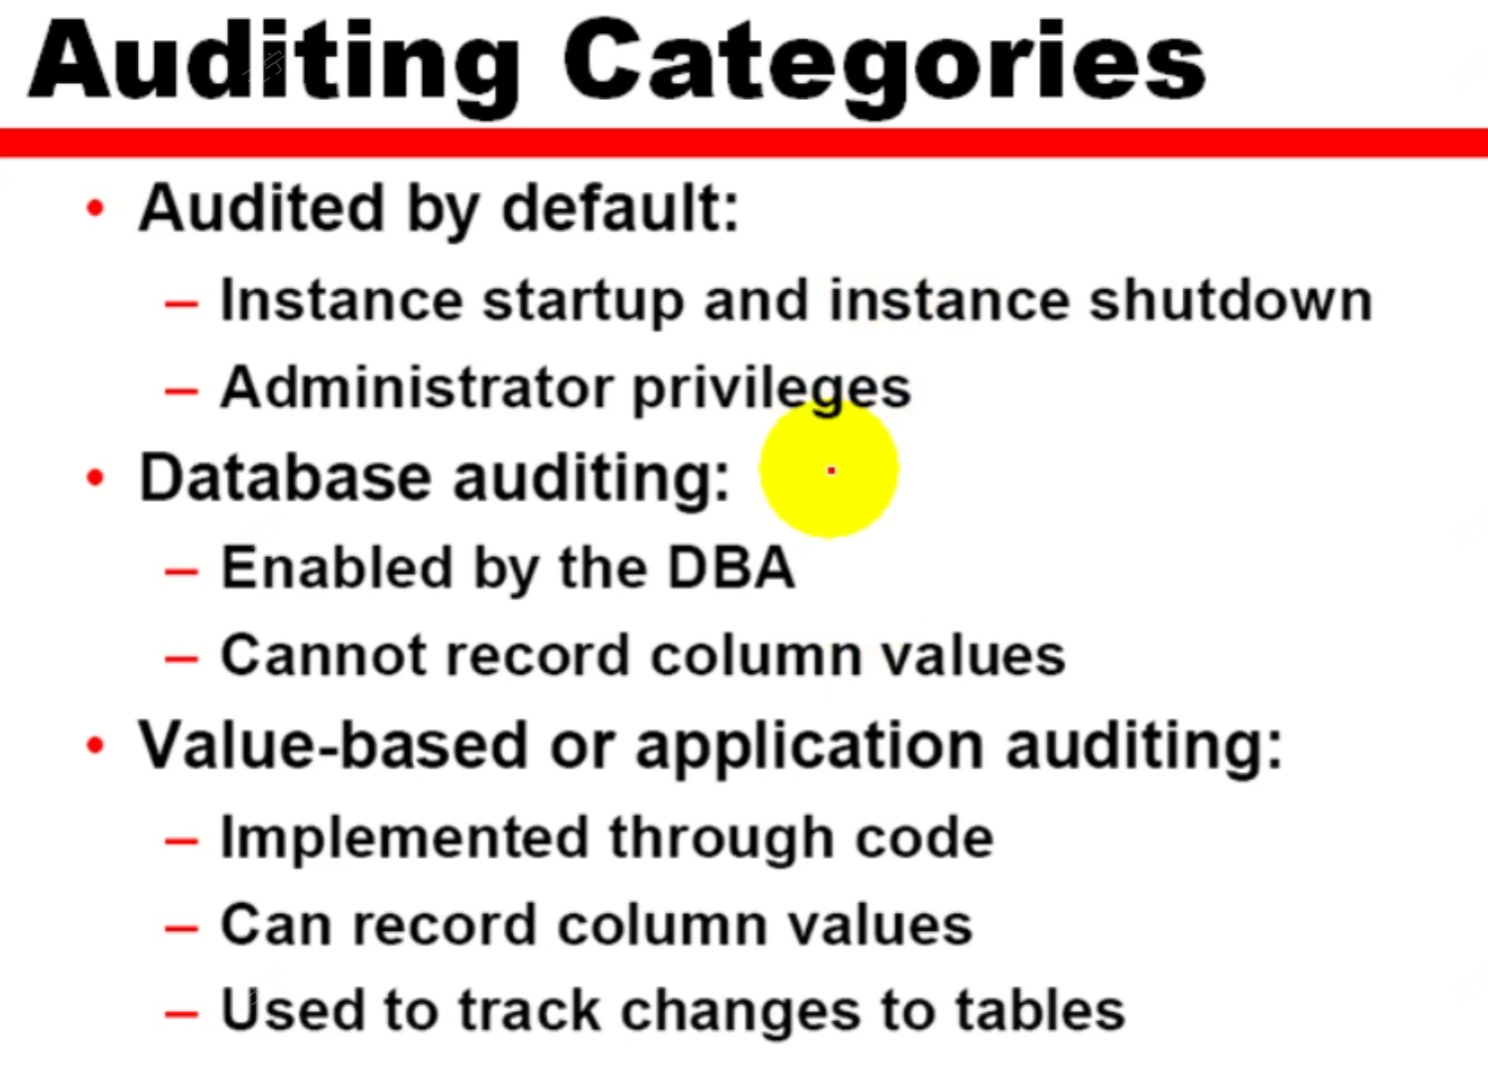 Auditing Categories
• Audited by default:
– Instance startup and instance shutdown
– Administrator privileges
• Database auditing:
– Enabled by the DBA
– Cannot record column values
• Value-based or application auditing:
– Implemented through code
– Can record column values
– Used to track changes to tables